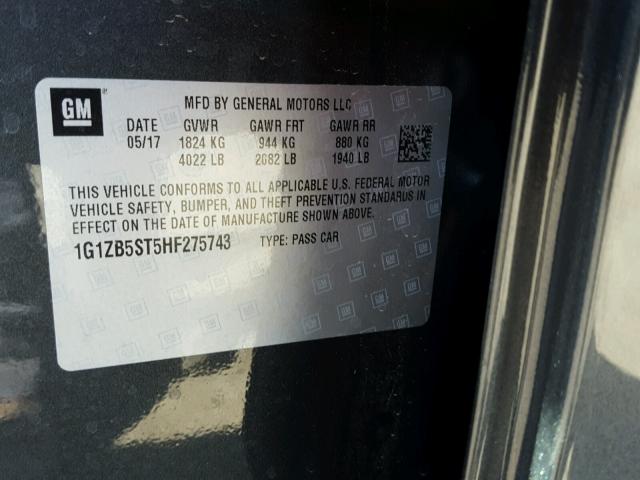 GM
MFD BY GENERAL MOTORS LLC
DATE GVWR GAWR FRT GAWR RR
05/17 1824 KG 944 KG 880 KG
4022 LB 2082 LB 1940 LB
THIS VEHICLE CONFORMS TO ALL APPLICABLE U.S. FEDERAL MOTOR
VEHICLE SAFETY, BUMPER, AND THEFT PREVENTION STANDARDS IN
EFFECT ON THE DATE OF MANUFACTURE SHOWN ABOVE.
1G1ZB5ST5HF275743 TYPE: PASS CAR